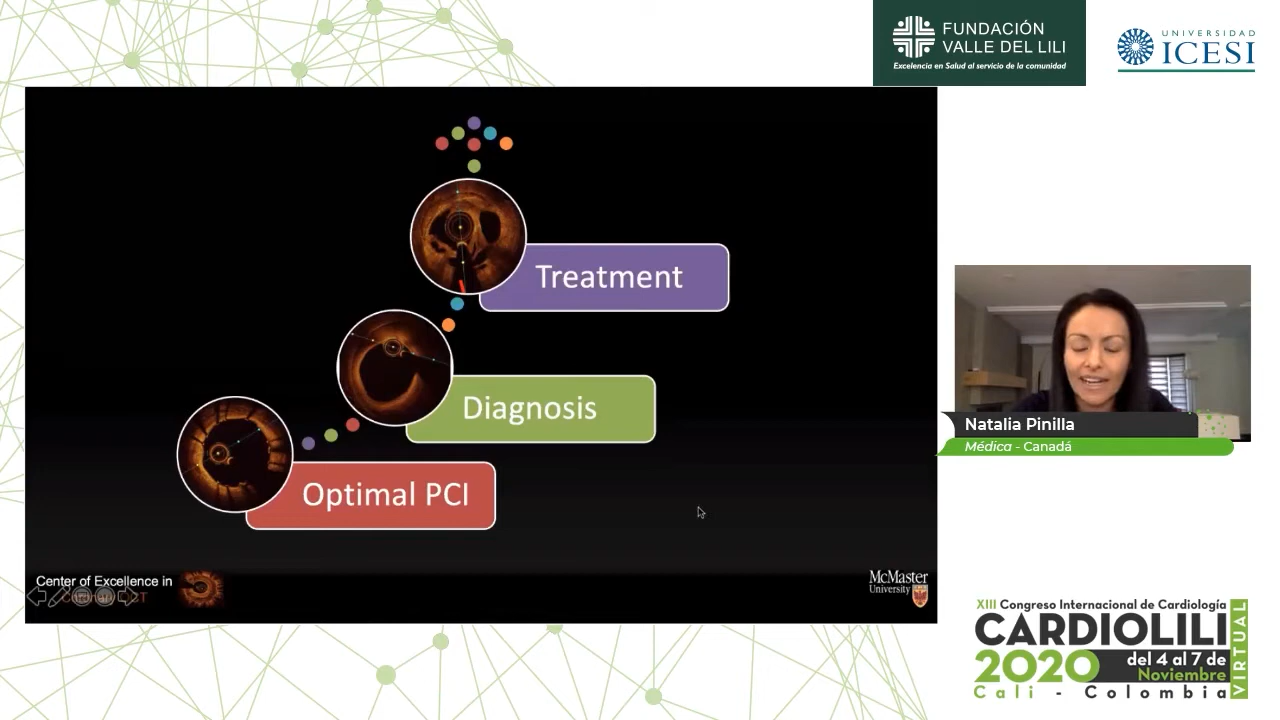 FUNDACIÓN
VALLE DEL LILI
Excelencia en Salud al servicio de la comunidad
UNIVERSIDAD
ICESI
Treatment
Diagnosis
Optimal PCI
Center of Excellence in
Coronary OCT
McMaster
University
Natalia Pinilla
Médica - Canadá
XIII Congreso Internacional de Cardiología
CARDIOLILI
2020
del 4 al 7 de
Noviembre
VIRTUAL
Cali - Colombia